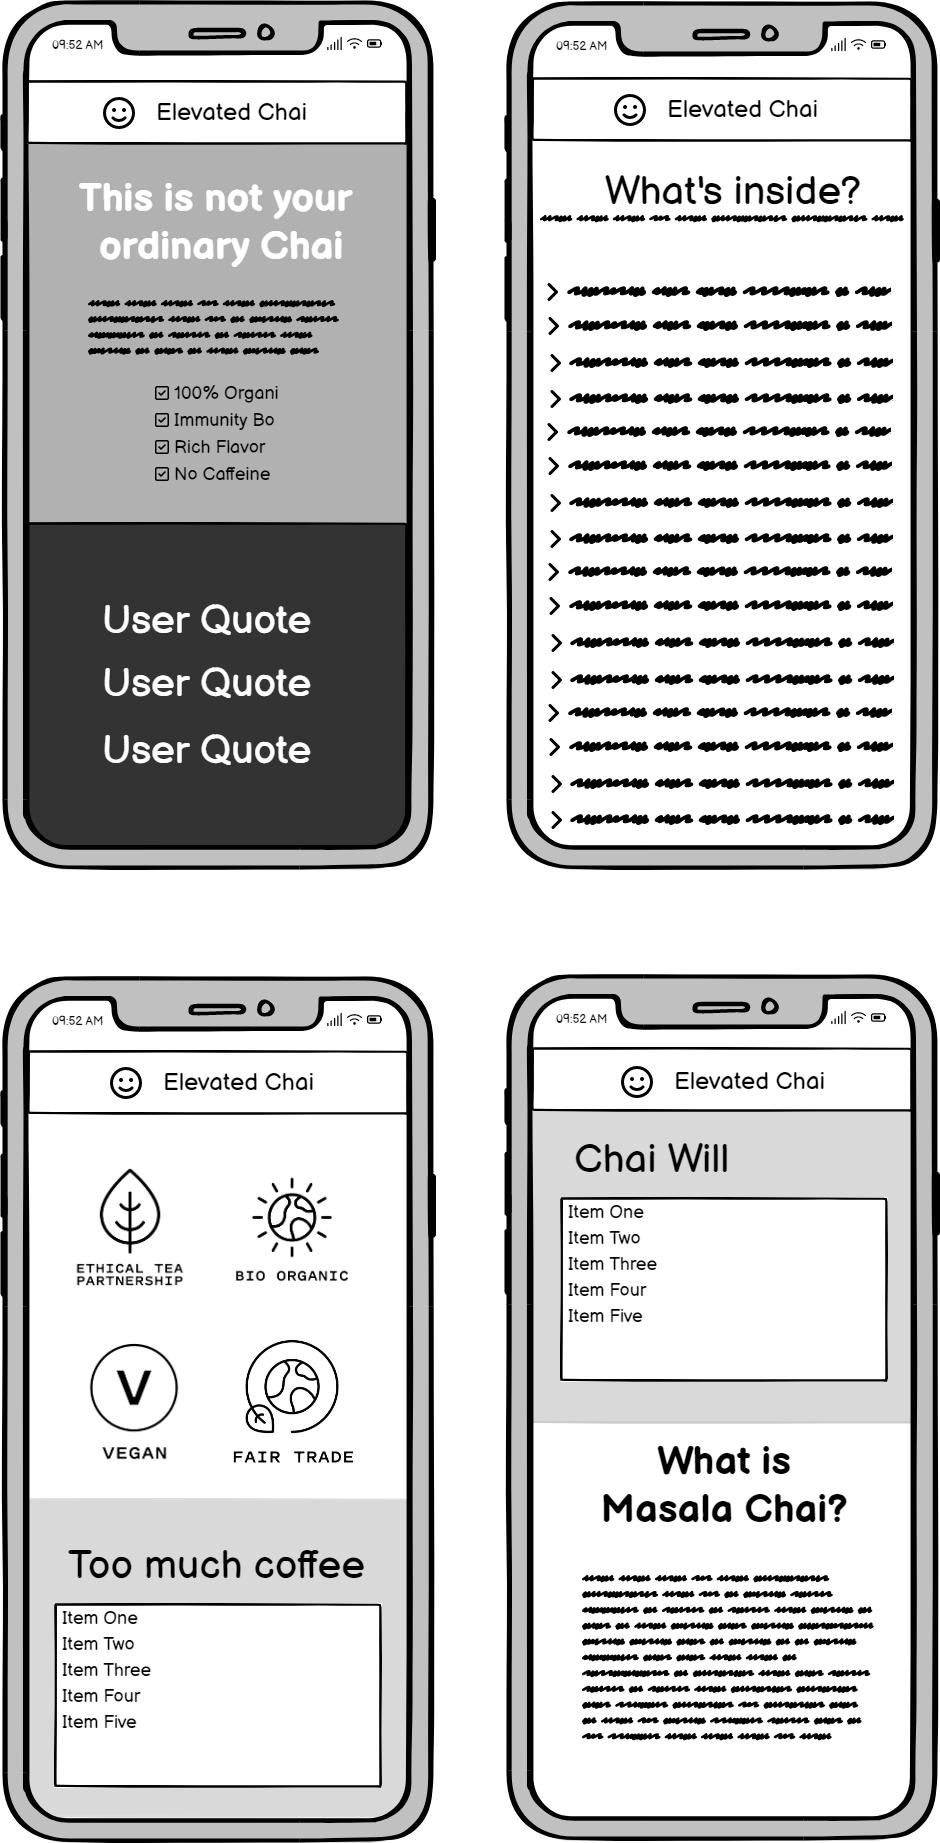 09:52 AM
Elevated Chai
This is not your
ordinary Chai
100% Organi
Immunity Bo
Rich Flavor
No Caffeine
User Quote
User Quote
User Quote
09:52 AM
Elevated Chai
What's inside?
09:52 AM
Elevated Chai
ETHICAL TEA
PARTNERSHIP
BIO ORGANIC
V
VEGAN
FAIR TRADE
Too much coffee
Item One
Item Two
Item Three
Item Four
Item Five
09:52 AM
Elevated Chai
Chai Will
Item One
Item Two
Item Three
Item Four
Item Five
What is
Masala Chai?